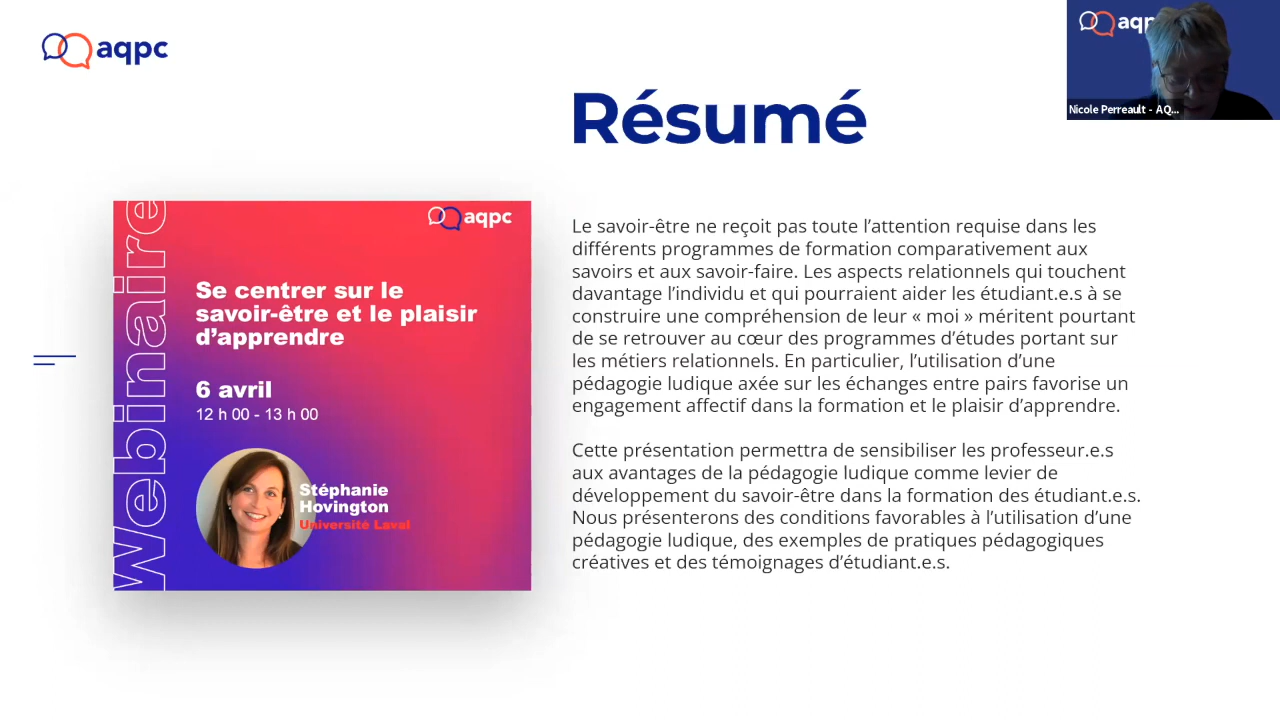 aqpc
Résumé
aqp
Nicole Perreault - AQ...
Webinaire
aqpc
Se centrer sur le
savoir-être et le plaisir
d’apprendre
6 avril
12 h 00 - 13 h 00
Stéphanie
Hovington
Université Laval
Le savoir-être ne reçoit pas toute l’attention requise dans les
différents programmes de formation comparativement aux
savoirs et aux savoir-faire. Les aspects relationnels qui touchent
davantage l’individu et qui pourraient aider les étudiant.e.s à se
construire une compréhension de leur « moi » méritent pourtant
de se retrouver au cœur des programmes d’études portant sur
les métiers relationnels. En particulier, l’utilisation d’une
pédagogie ludique axée sur les échanges entre pairs favorise un
engagement affectif dans la formation et le plaisir d’apprendre.
Cette présentation permettra de sensibiliser les professeur.e.s
aux avantages de la pédagogie ludique comme levier de
développement du savoir-être dans la formation des étudiant.e.s.
Nous présenterons des conditions favorables à l’utilisation d’une
pédagogie ludique, des exemples de pratiques pédagogiques
créatives et des témoignages d’étudiant.e.s.